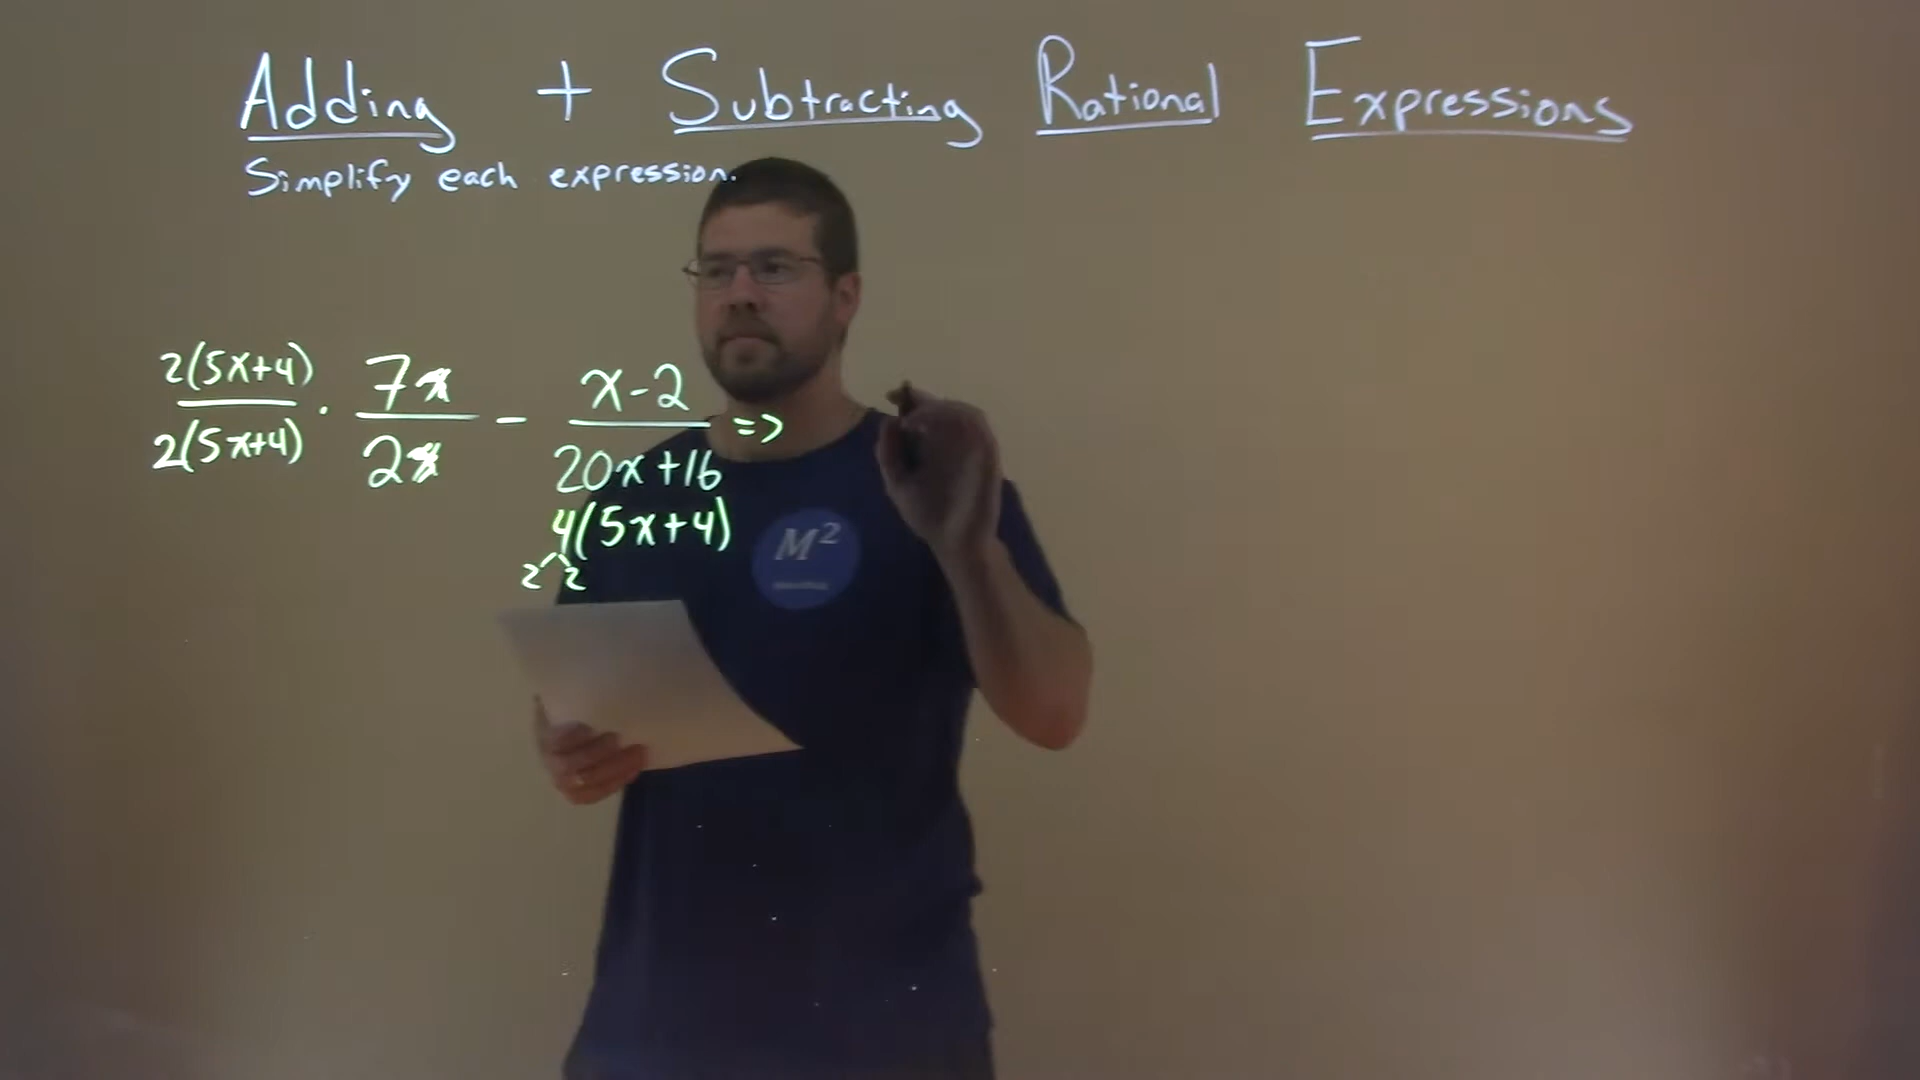 Adding + Subtracting Rational Expressions
Simplify each expression.
2(5x+4) 7x x-2
· - =>
2(5x+4) 2x 20x+16
4(5x+4)
2 2
M²